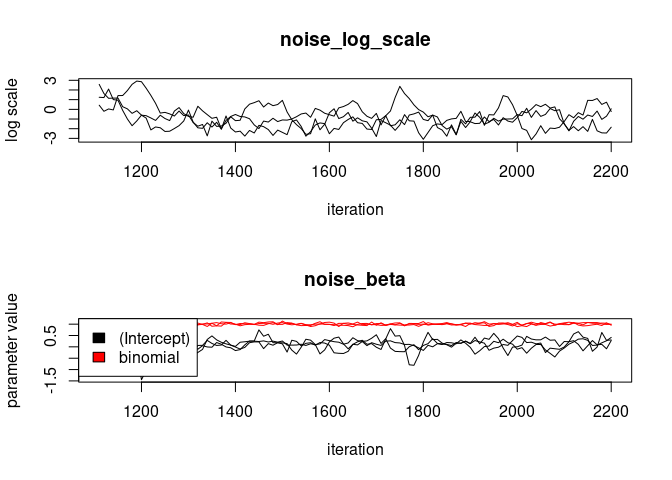 noise_log_scale
log scale
3
0
-3
1200 1400 1600 1800 2000 2200
iteration
noise_beta
parameter value
0.5
-1.5
(Intercept)
binomial
1200 1400 1600 1800 2000 2200
iteration